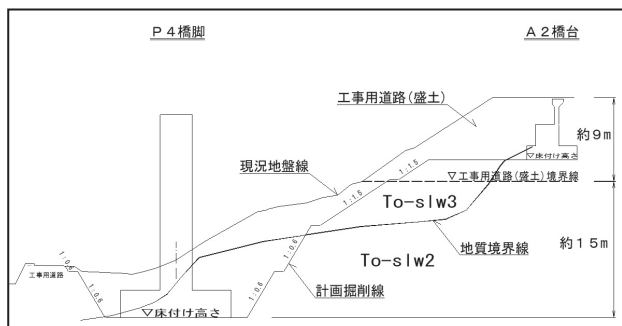 P4橋脚
A2橋台
工事用道路(盛土)
約9m
▽床付け高さ
1:1.5
現況地盤線
▽工事用道路(盛土)境界線
1:1.5
To-slw3
地質境界線
約15m
1:0.6
1:0.6
To-slw2
工事用道路
1:0.6
1:0.6
計画掘削線
▽床付け高さ